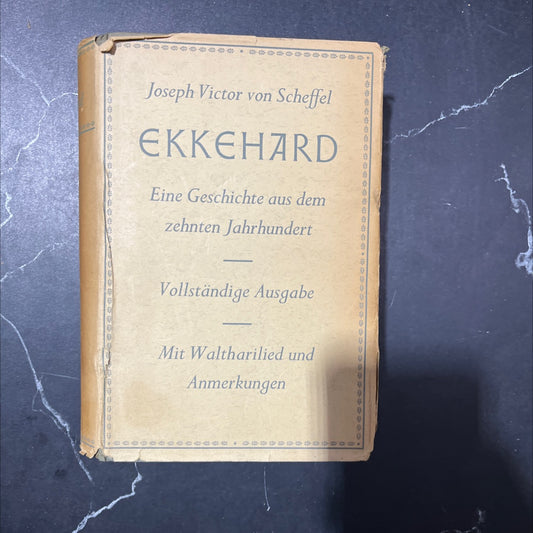 Joseph Victor von Scheffel
EKKEHARD
Eine Geschichte aus dem
zehnten Jahrhundert
Vollständige Ausgabe
Mit Waltharilied und
Anmerkungen